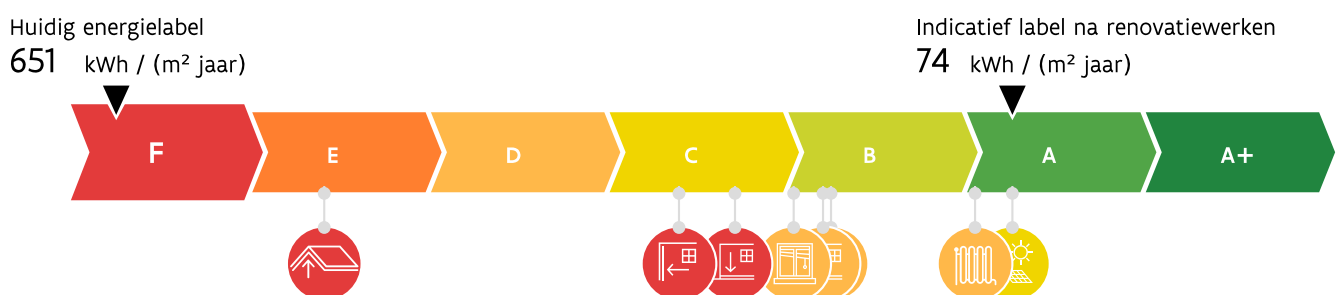 Huidig energielabel
651 kWh / (m² jaar)
Indicatief label na renovatiewerken
74 kWh / (m² jaar)
F E D C B A A+